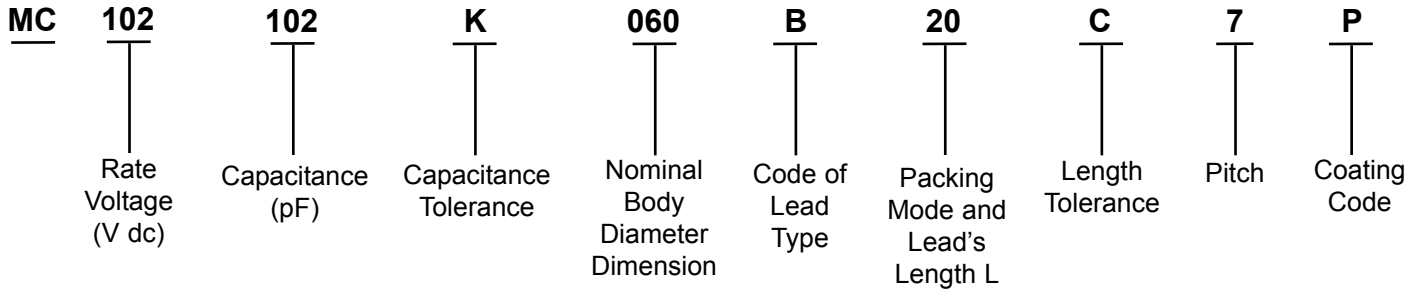 MC 102 102 K 060 B 20 C 7 P
Rate
Voltage
(V dc)
Capacitance
(pF)
Capacitance
Tolerance
Nominal
Body
Diameter
Dimension
Code of
Lead
Type
Packing
Mode and
Lead’s
Length L
Length
Tolerance
Pitch
Coating
Code